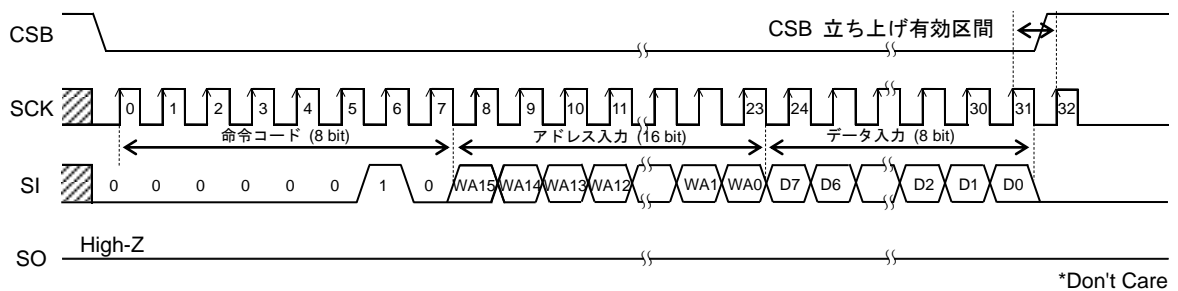 CSB
CSB 立ち上げ有効区間
SCK
0 1 2 3 4 5 6 7 8 9 10 11 23 24 30 31 32
命令コード (8 bit) アドレス入力 (16 bit) データ入力 (8 bit)
SI
0 0 0 0 0 0 1 0 WA15 WA14 WA13 WA12 WA1 WA0 D7 D6 D2 D1 D0
High-Z
SO
*Don't Care